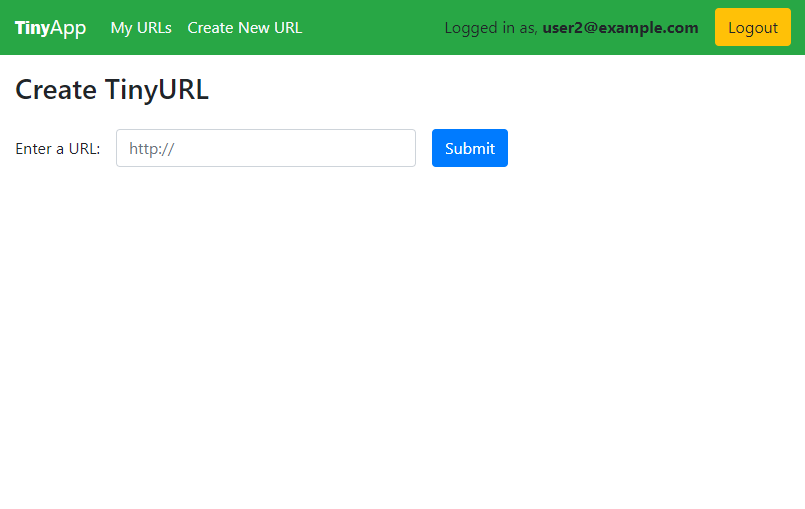 TinyApp My URLs Create New URL Logged in as, user2@example.com Logout
Create TinyURL
Enter a URL: http:// Submit